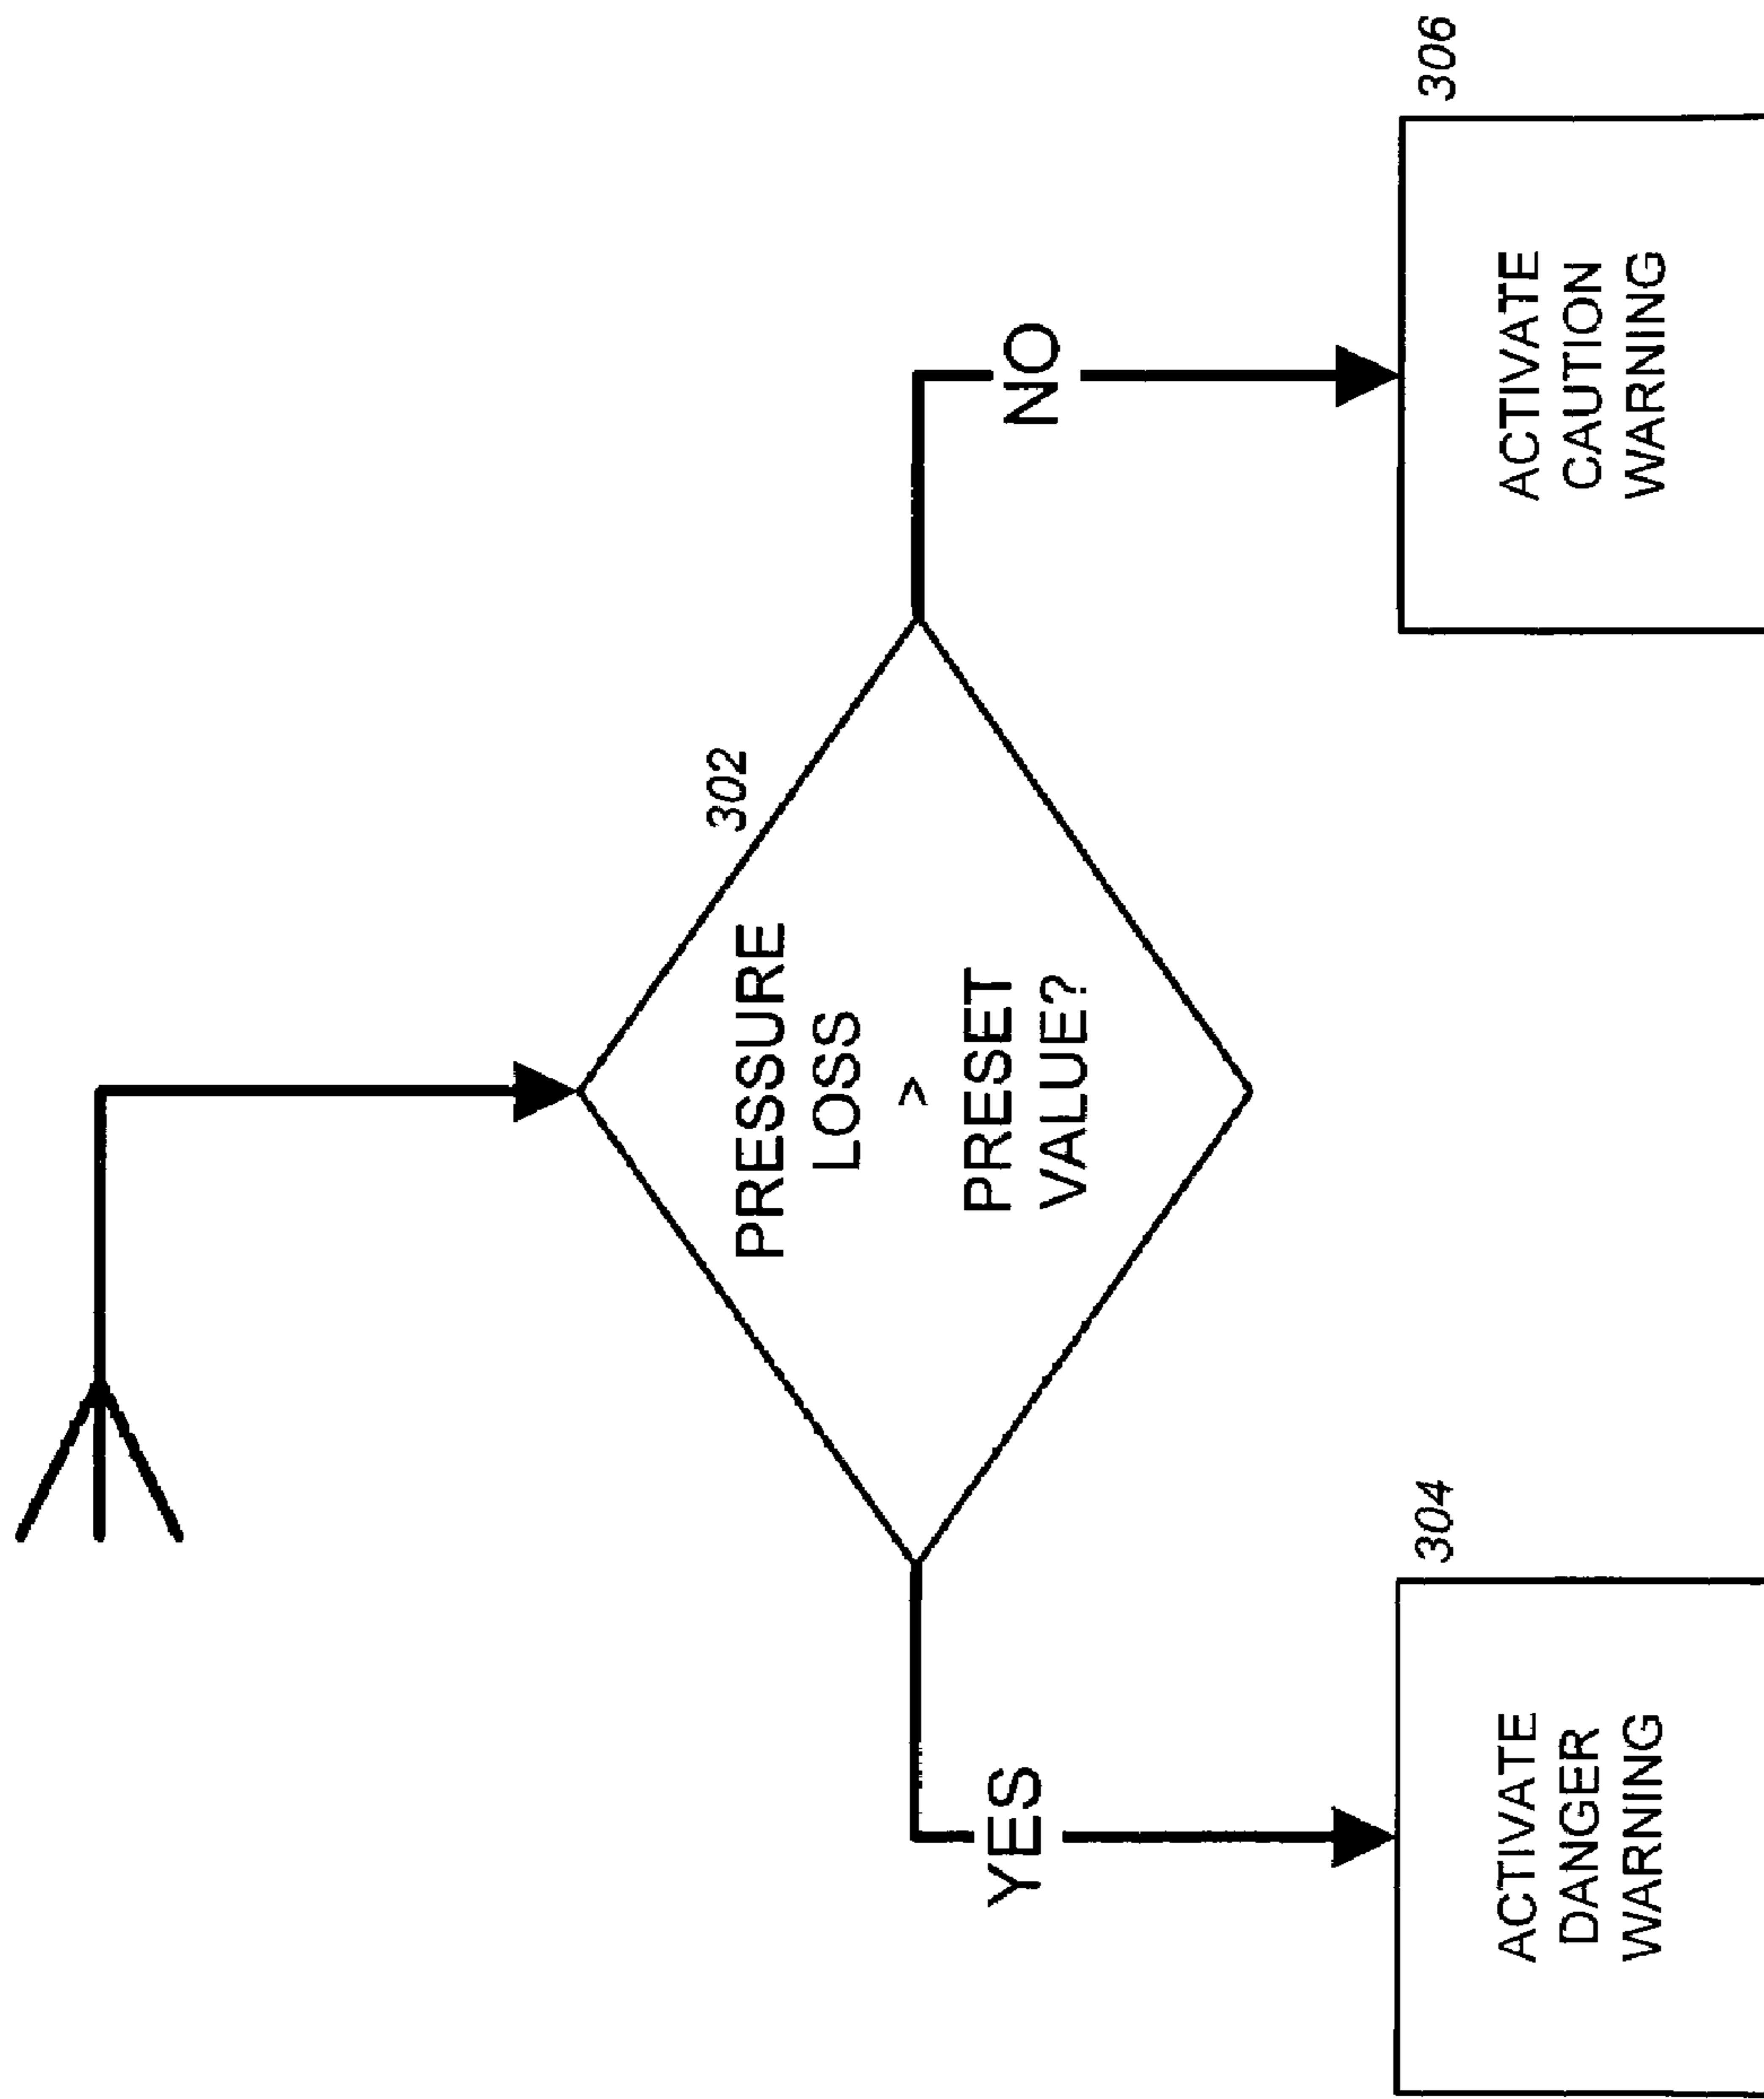 302
PRESSURE
LOSS
>
PRESET
VALUE?
YES
NO
304
ACTIVATE
DANGER
WARNING
306
ACTIVATE
CAUTION
WARNING